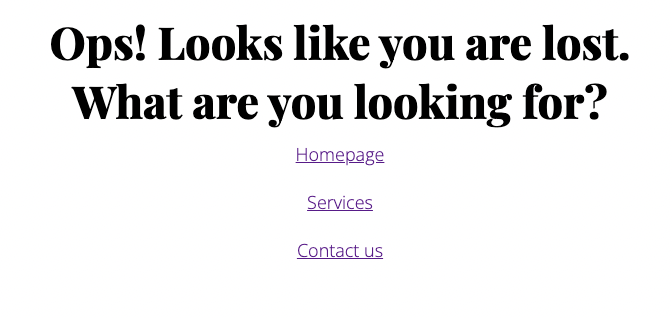 Ops! Looks like you are lost.
What are you looking for?
Homepage
Services
Contact us